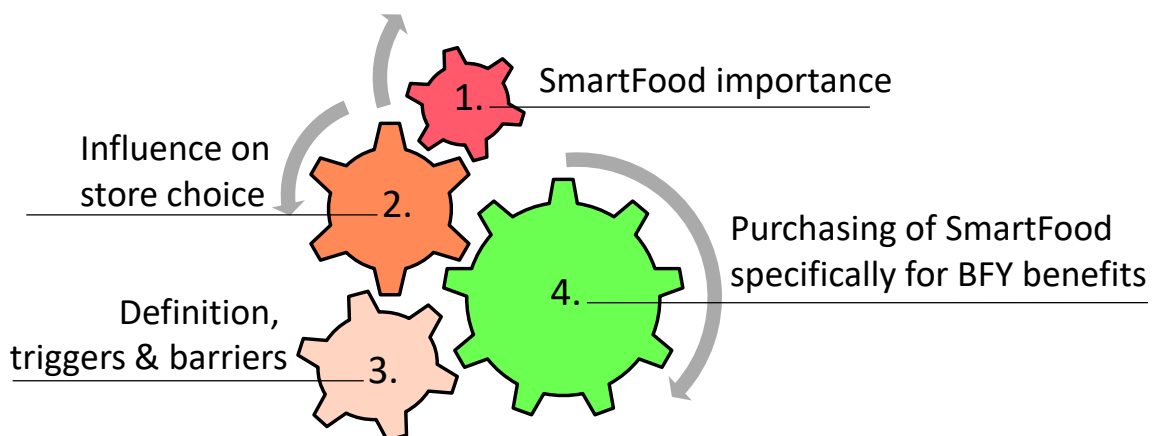 1.
SmartFood importance
Influence on
store choice
2.
Definition,
triggers & barriers
3.
4.
Purchasing of SmartFood
specifically for BFY benefits